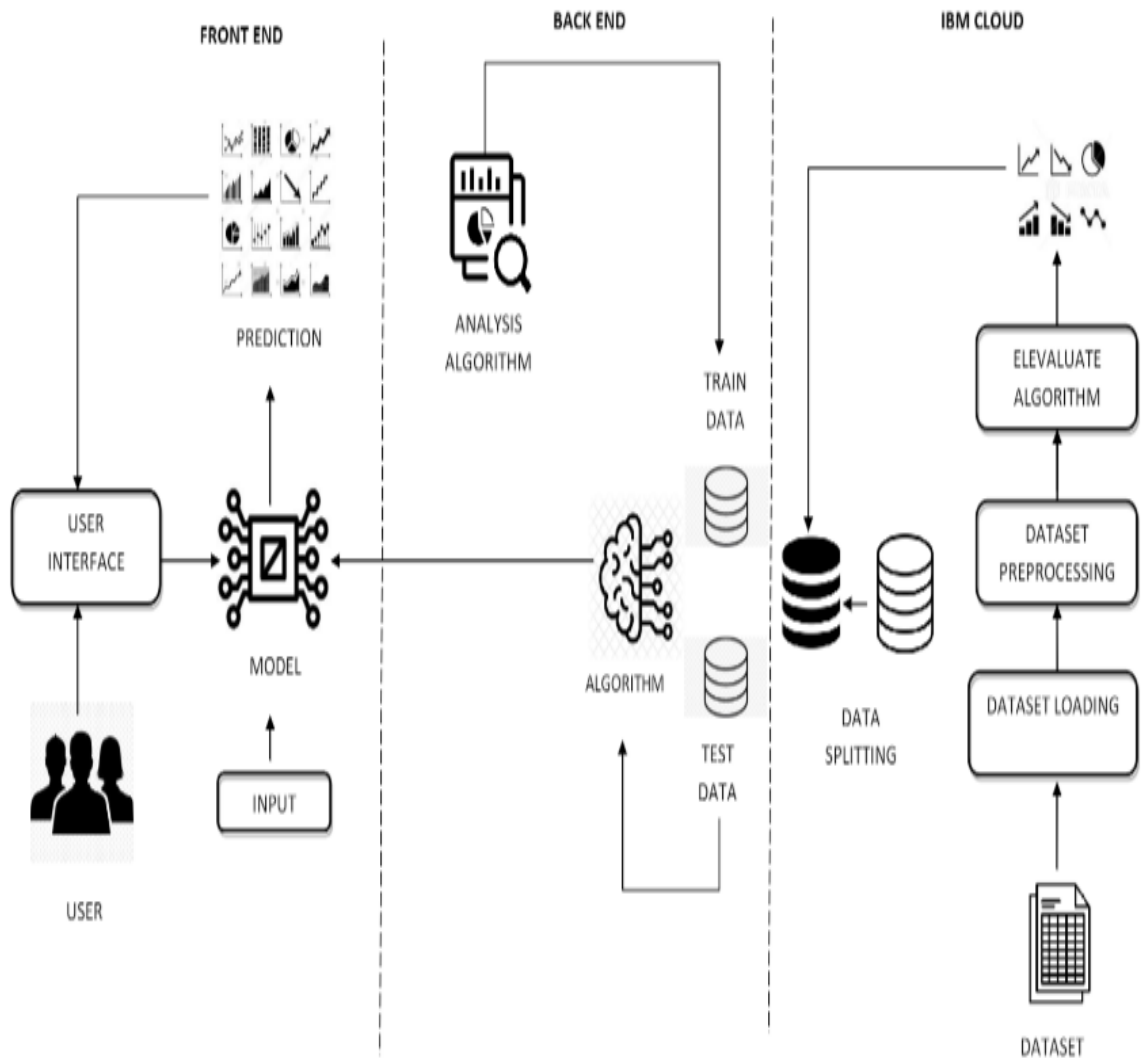 FRONT END
BACK END
IBM CLOUD
PREDICTION
USER
INTERFACE
MODEL
INPUT
USER
ANALYSIS
ALGORITHM
TRAIN
DATA
ALGORITHM
TEST
DATA
ELEVALUATE
ALGORITHM
DATASET
PREPROCESSING
DATASET LOADING
DATA
SPLITTING
DATASET